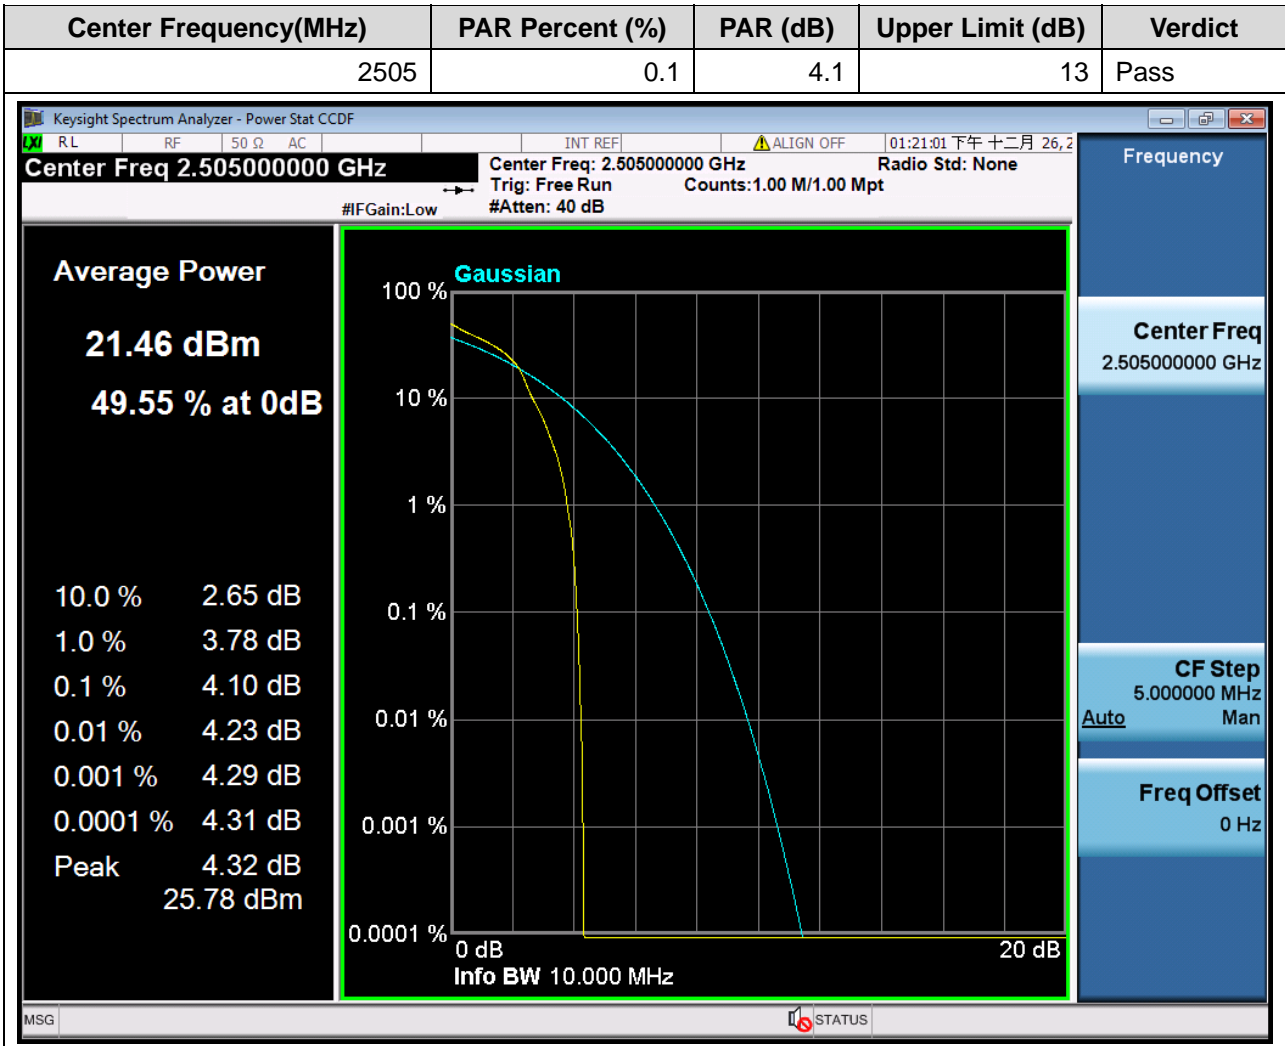 Center Frequency(MHz) PAR Percent (%) PAR (dB) Upper Limit (dB) Verdict
2505 0.1 4.1 13 Pass
Keysight Spectrum Analyzer - Power Stat CCDF
LXI RL RF 50 Ω AC INT REF ALIGN OFF 01:21:01 下午 十二月 26, 2
Center Freq 2.505000000 GHz
Center Freq: 2.505000000 GHz Radio Std: None
Trig: Free Run Counts:1.00 M/1.00 Mpt
#IFGain:Low #Atten: 40 dB
Average Power
21.46 dBm
49.55 % at 0dB
10.0 % 2.65 dB
1.0 % 3.78 dB
0.1 % 4.10 dB
0.01 % 4.23 dB
0.001 % 4.29 dB
0.0001 % 4.31 dB
Peak 4.32 dB
25.78 dBm
Gaussian
100 %
10 %
1 %
0.1 %
0.01 %
0.001 %
0.0001 %
0 dB 20 dB
Info BW 10.000 MHz
Frequency
Center Freq
2.505000000 GHz
CF Step
5.000000 MHz
Auto Man
Freq Offset
0 Hz
MSG STATUS